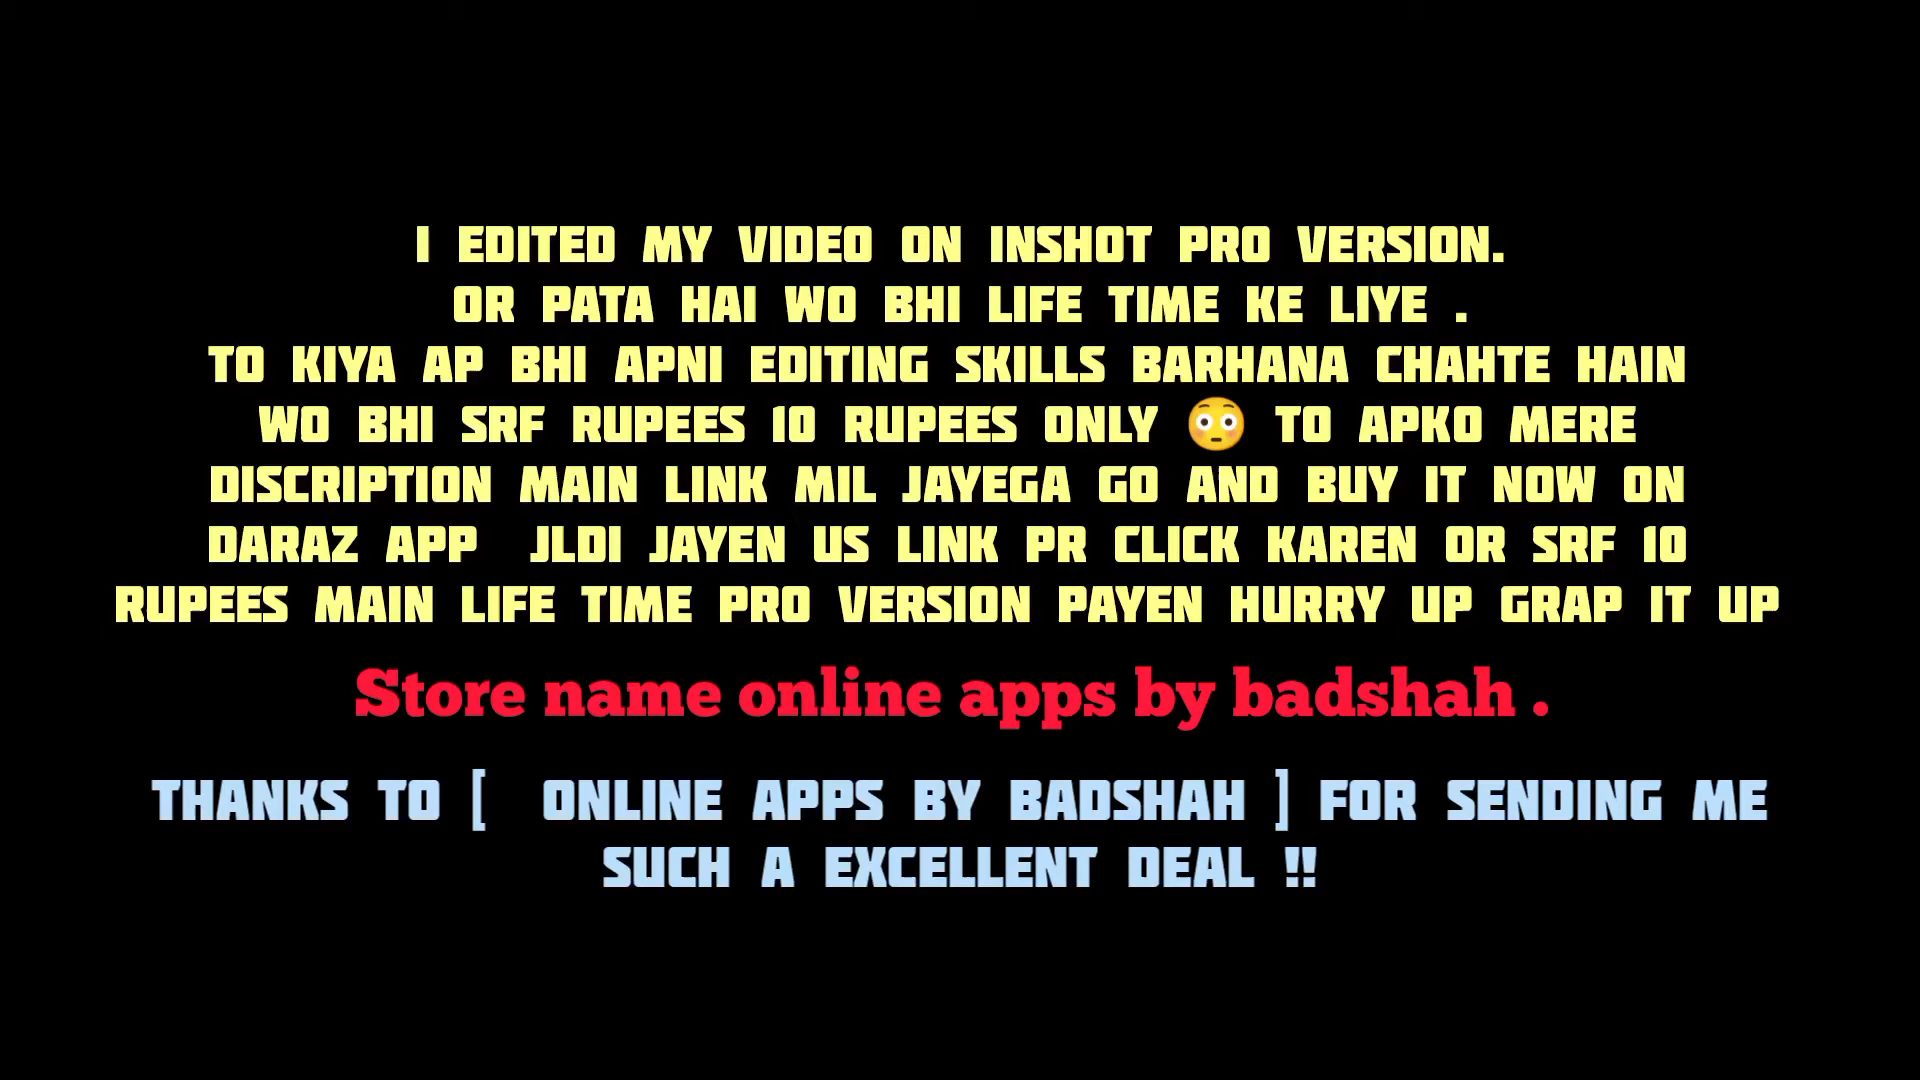 I EDITED MY VIDEO ON INSHOT PRO VERSION.
OR PATA HAI WO BHI LIFE TIME KE LIYE .
TO KIYA AP BHI APNI EDITING SKILLS BARHANA CHAHTE HAIN
WO BHI SRF RUPEES 10 RUPEES ONLY 😳 TO APKO MERE
DISCRIPTION MAIN LINK MIL JAYEGA GO AND BUY IT NOW ON
DARAZ APP JLDI JAYEN US LINK PR CLICK KAREN OR SRF 10
RUPEES MAIN LIFE TIME PRO VERSION PAYEN HURRY UP GRAP IT UP
Store name online apps by badshah .
THANKS TO [ ONLINE APPS BY BADSHAH ] FOR SENDING ME
SUCH A EXCELLENT DEAL !!